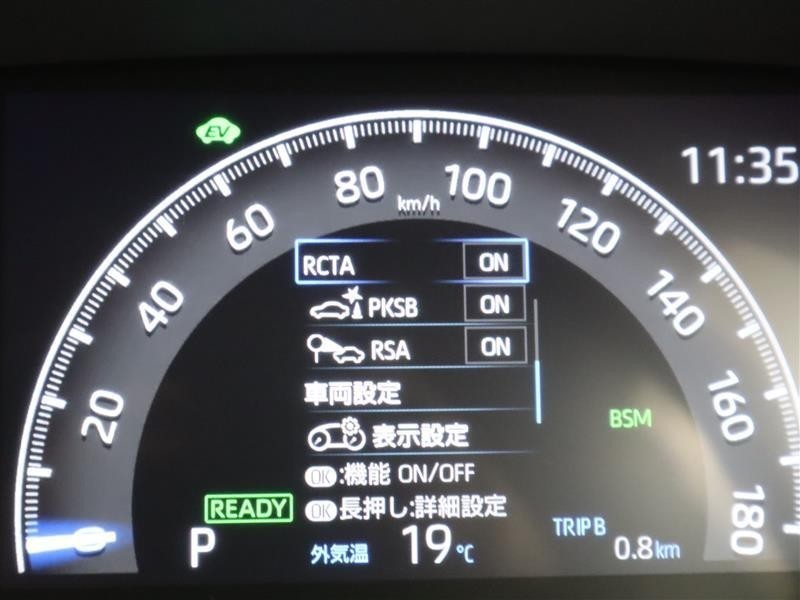 EV
11:35
20
40
60
80
100
120
140
160
180
km/h
RCTA ON
PKSB ON
RSA ON
車両設定
表示設定
OK:機能 ON/OFF
OK長押し:詳細設定
BSM
READY
P
外気温 19℃
TRIP B
0.8km